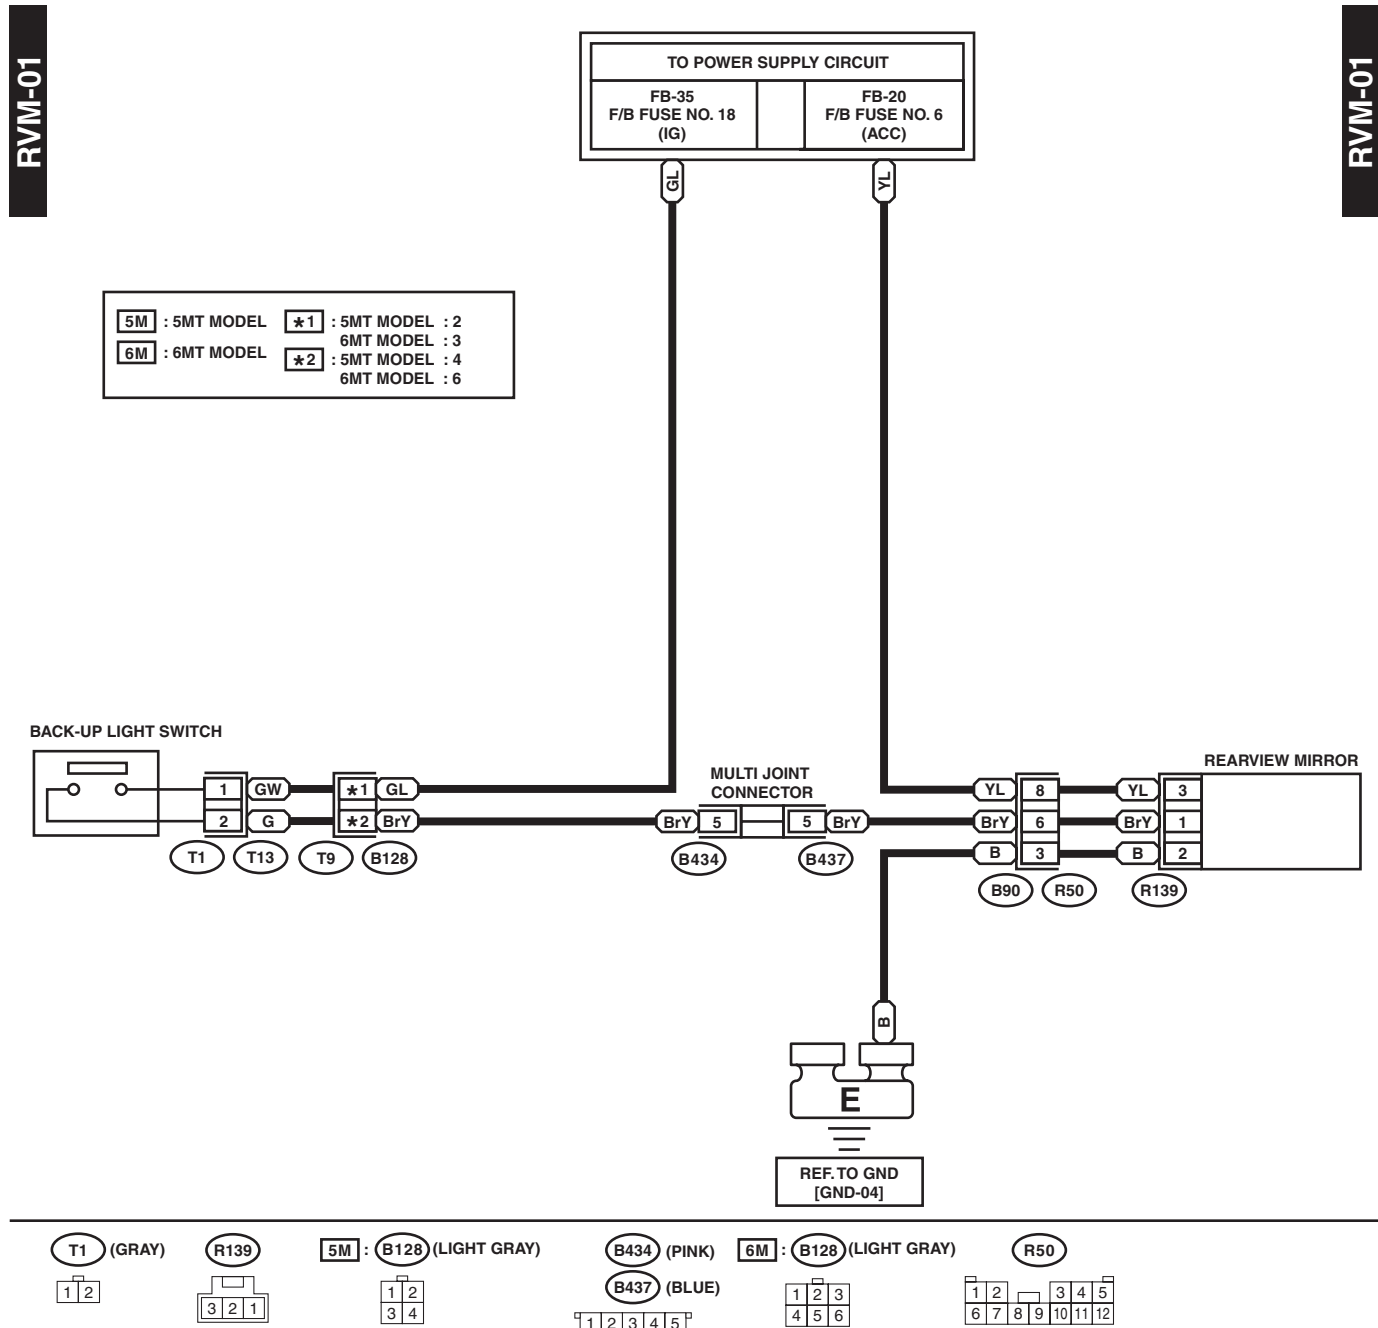 RVM-01
RVM-01
TO POWER SUPPLY CIRCUIT
FB-35
F/B FUSE NO. 18
(IG)
FB-20
F/B FUSE NO. 6
(ACC)
GL
YL
5M : 5MT MODEL
6M : 6MT MODEL
*1 : 5MT MODEL : 2
6MT MODEL : 3
*2 : 5MT MODEL : 4
6MT MODEL : 6
BACK-UP LIGHT SWITCH
1 GW *1 GL
2 G *2 BrY
T1 T13 T9 B128
MULTI JOINT
CONNECTOR
BrY 5 5 BrY
B434 B437
REARVIEW MIRROR
YL 8 YL 3
BrY 6 BrY 1
B 3 B 2
B90 R50 R139
B
E
REF. TO GND
[GND-04]
T1 (GRAY)
1 2
R139
3 2 1
5M : B128 (LIGHT GRAY)
1 2
3 4
B434 (PINK)
B437 (BLUE)
1 2 3 4 5
6M : B128 (LIGHT GRAY)
1 2 3
4 5 6
R50
1 2 3 4 5
6 7 8 9 10 11 12